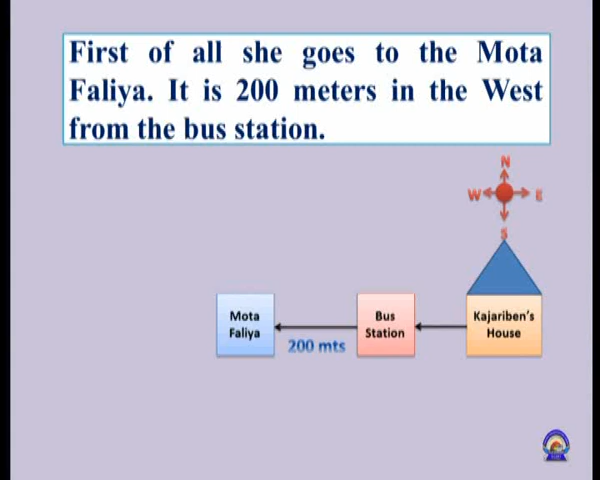 First of all she goes to the Mota
Faliya. It is 200 meters in the West
from the bus station.
N
W
E
S
Mota
Faliya
200 mts
Bus
Station
Kajariben's
House